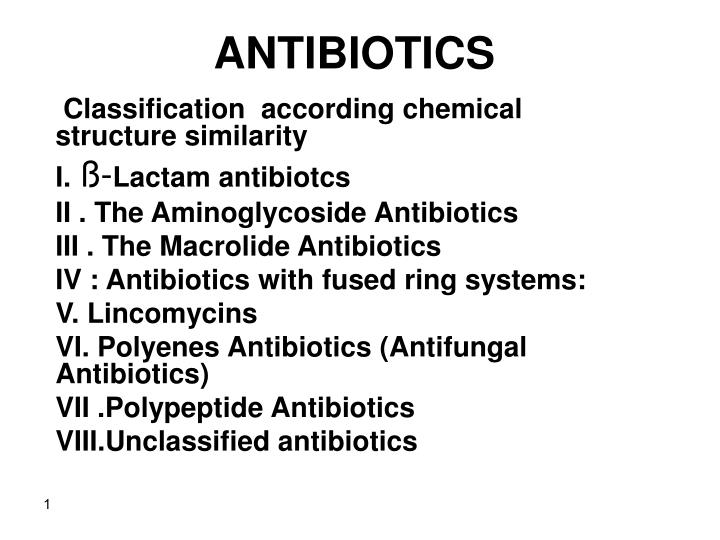 ANTIBIOTICS
Classification  according chemical
structure similarity
I. ß-Lactam antibiotcs
II . The Aminoglycoside Antibiotics
III . The Macrolide Antibiotics
IV : Antibiotics with fused ring systems:
V. Lincomycins
VI. Polyenes Antibiotics (Antifungal
Antibiotics)
VII .Polypeptide Antibiotics
VIII.Unclassified antibiotics
1